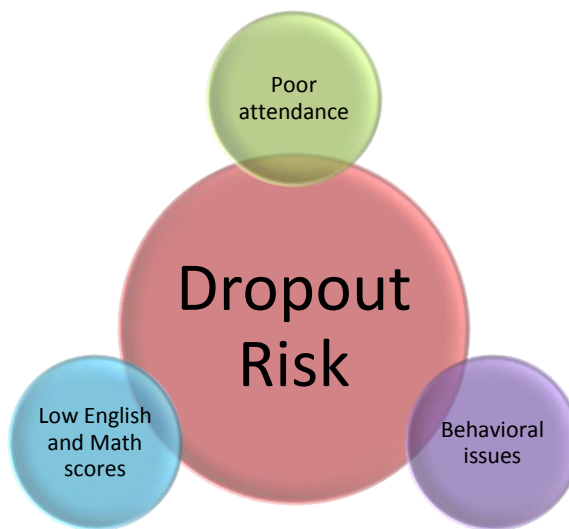 Poor
attendance
Dropout
Risk
Low English
and Math
scores
Behavioral
issues